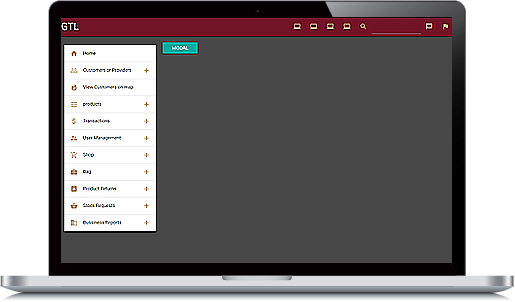 GTL
MODAL
Home
Customers or Providers
View Customers on map
products
Transactions
User Management
Shop
Bag
Product Returns
Stock Requests
Bussiness Reports